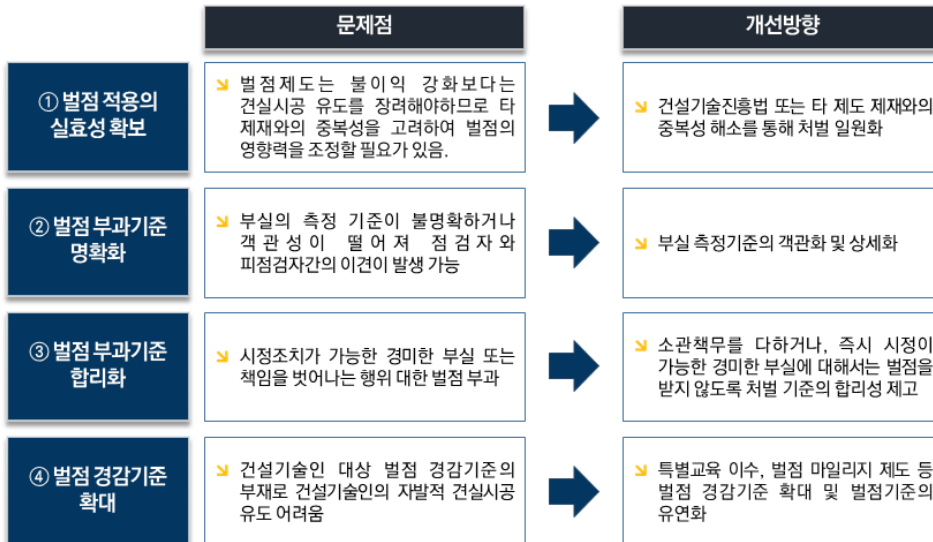 문제점
개선방향
① 벌점 적용의
실효성 확보
벌점제도는 불이익 강화보다는
견실시공 유도를 장려해야하므로 타
제재와의 중복성을 고려하여 벌점의
영향력을 조정할 필요가 있음.
건설기술진흥법 또는 타 제도 제재와의
중복성 해소를 통해 처벌 일원화
② 벌점 부과기준
명확화
부실의 측정 기준이 불명확하거나
객관성이 떨어져 점검자와
피점검자간의 이견이 발생 가능
부실 측정기준의 객관화 및 상세화
③ 벌점 부과기준
합리화
시정조치가 가능한 경미한 부실 또는
책임을 벗어나는 행위 대한 벌점 부과
소관책무를 다하거나, 즉시 시정이
가능한 경미한 부실에 대해서는 벌점을
받지 않도록 처벌 기준의 합리성 제고
④ 벌점 경감기준
확대
건설기술인 대상 벌점 경감기준의
부재로 건설기술인의 자발적 견실시공
유도 어려움
특별교육 이수, 벌점 마일리지 제도 등
벌점 경감기준 확대 및 벌점기준의
유연화